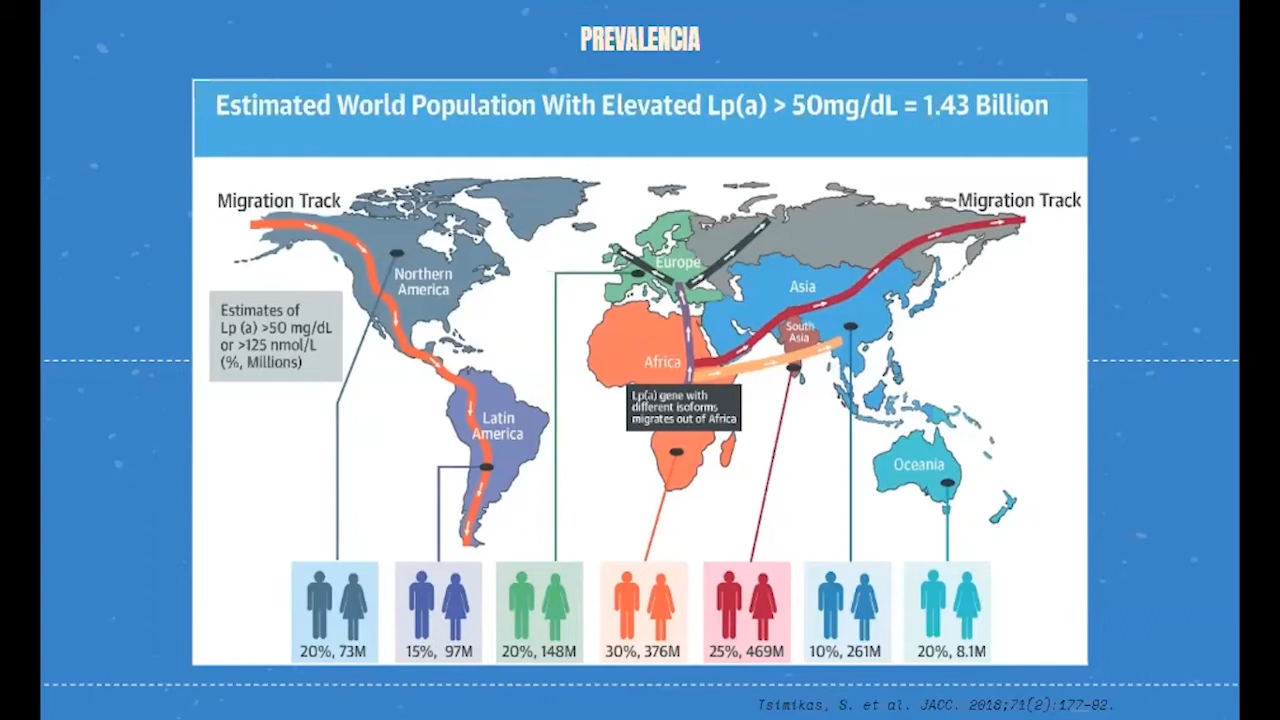 PREVALENCIA
Estimated World Population With Elevated Lp(a) > 50mg/dL = 1.43 Billion
Migration Track
Migration Track
Europe
Northern
America
Asia
Estimates of
Lp (a) >50 mg/dL
or >125 nmol/L
(%, Millions)
South
Asia
Africa
Lp(a) gene with
different isoforms
migrates out of Africa
Latin
America
Oceania
20%, 73M
15%, 97M
20%, 148M
30%, 376M
25%, 469M
10%, 261M
20%, 8.1M
Tsimikas, S. et al. JACC. 2018;71(2):177-92.